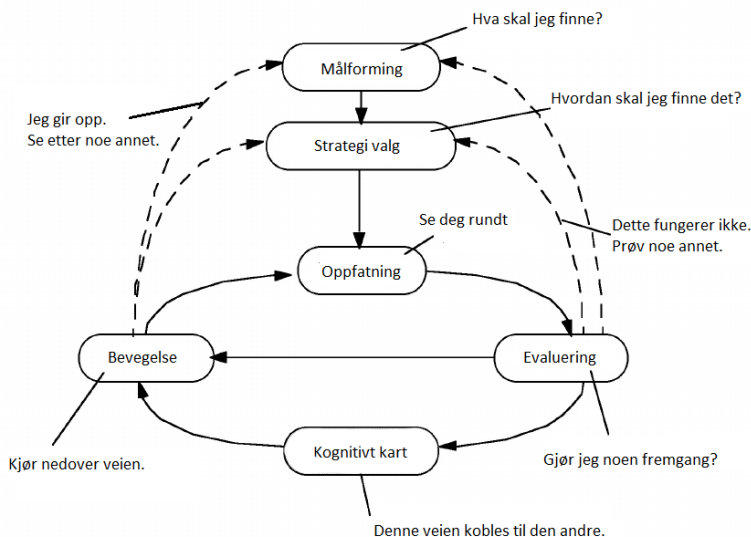 Hva skal jeg finne?
Målforming
Hvordan skal jeg finne det?
Jeg gir opp.
Se etter noe annet.
Strategi valg
Se deg rundt
Dette fungerer ikke.
Prøv noe annet.
Oppfatning
Bevegelse
Evaluering
Kognitivt kart
Kjør nedover veien.
Gjør jeg noen fremgang?
Denne veien kobles til den andre.